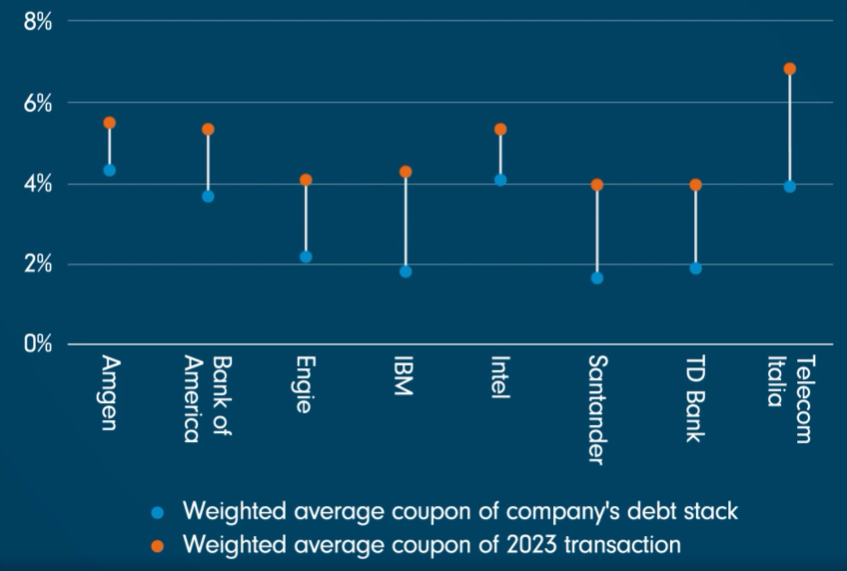 8%
6%
4%
2%
0%
Amgen
Bank of
America
Engie
IBM
Intel
Santander
TD Bank
Telecom
Italia
Weighted average coupon of company's debt stack
Weighted average coupon of 2023 transaction